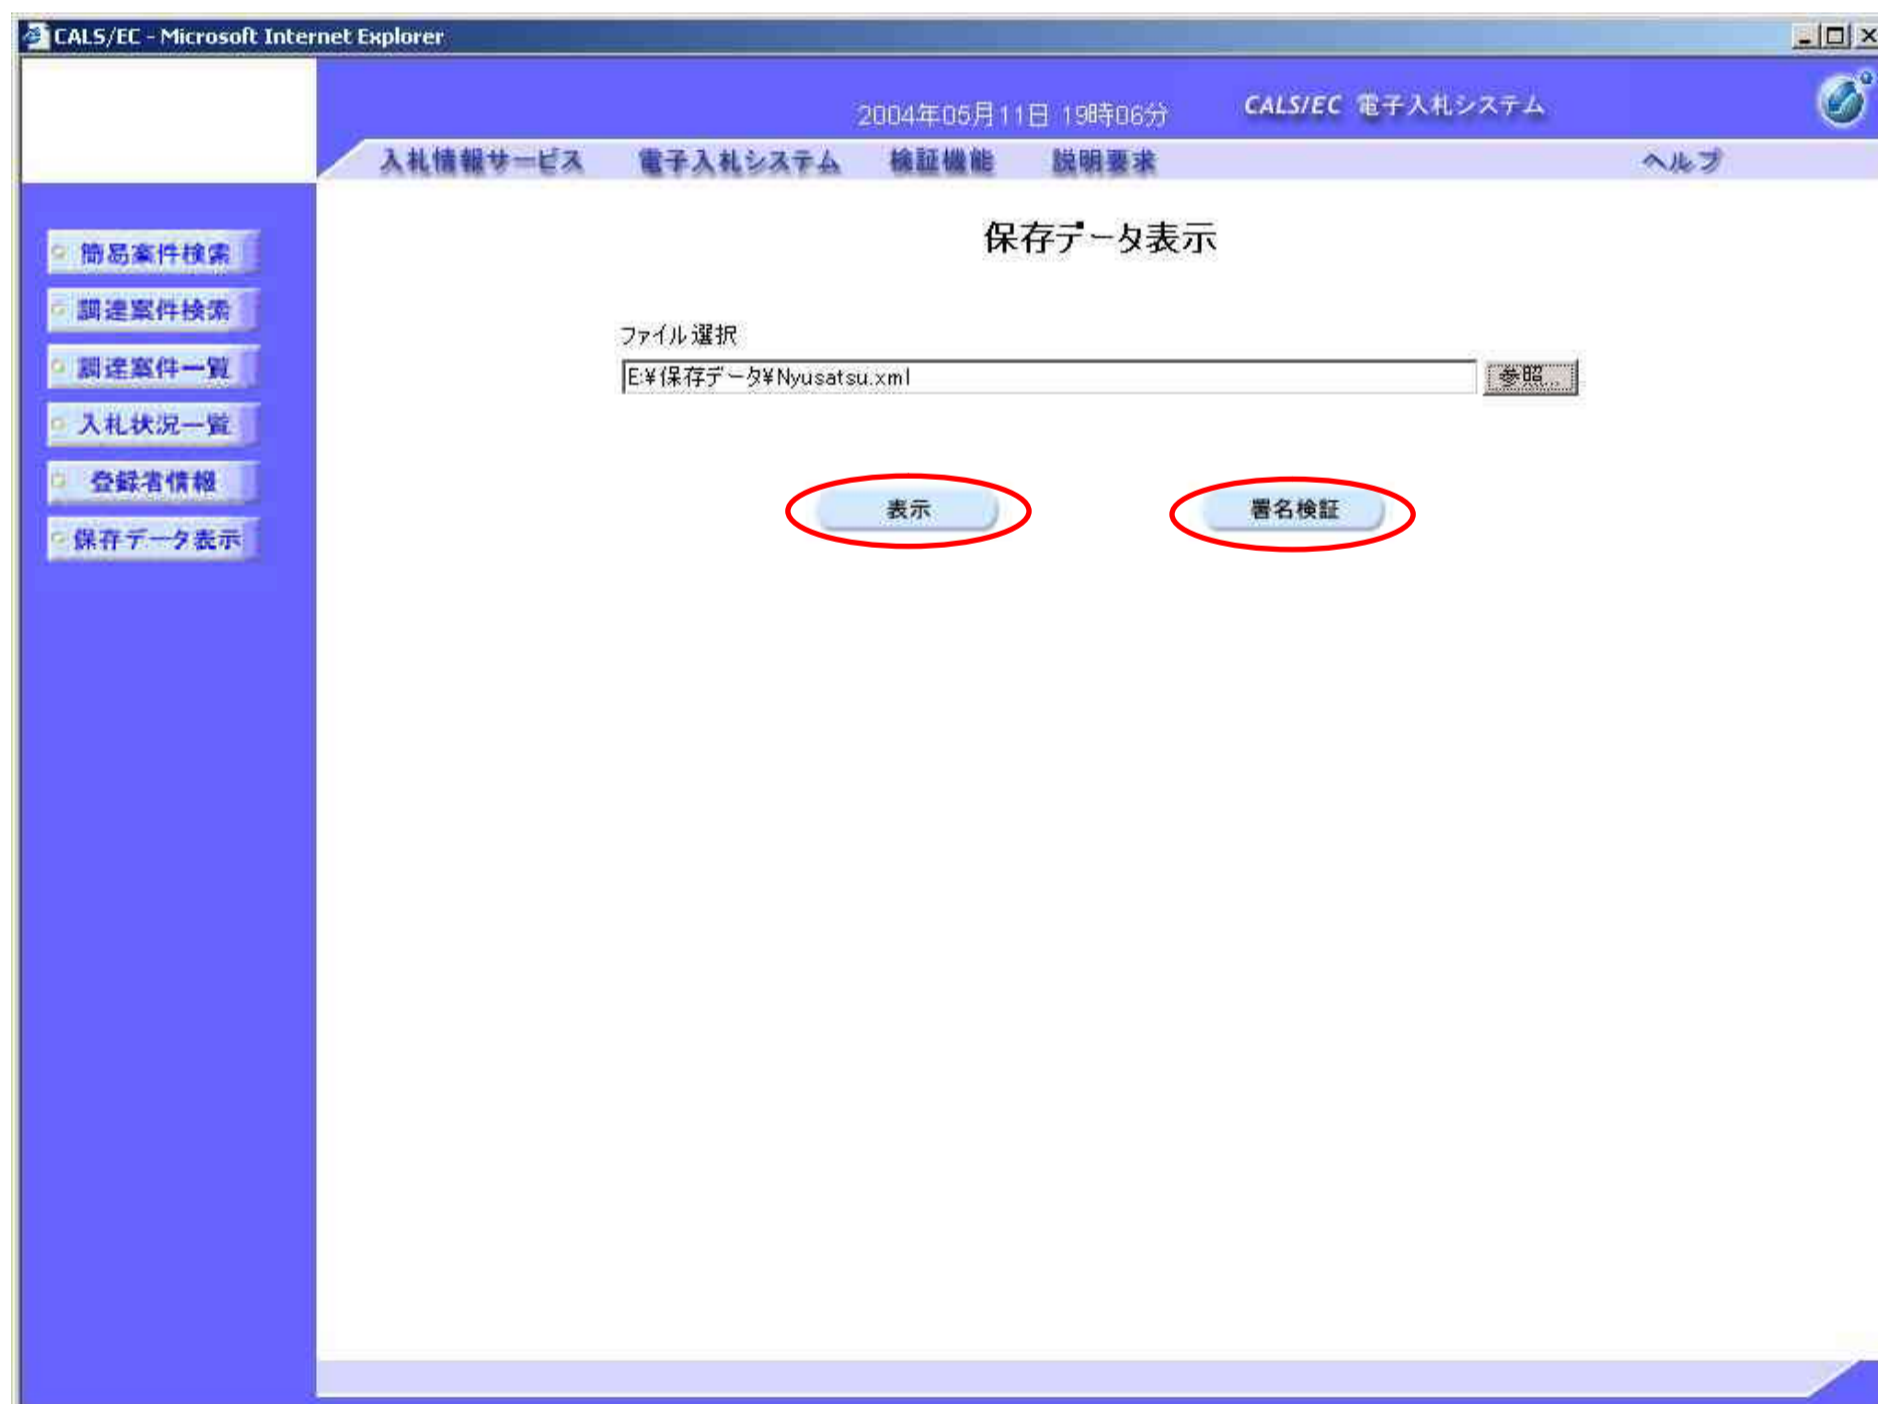 CALS/EC - Microsoft Internet Explorer
2004年05月11日 19時06分
CALS/EC 電子入札システム
入札情報サービス 電子入札システム 検証機能 説明要求 ヘルプ
簡易案件検索
調達案件検索
調達案件一覧
入札状況一覧
登録者情報
保存データ表示
保存データ表示
ファイル選択
E:¥保存データ¥Nyusatsu.xml
参照...
表示
署名検証